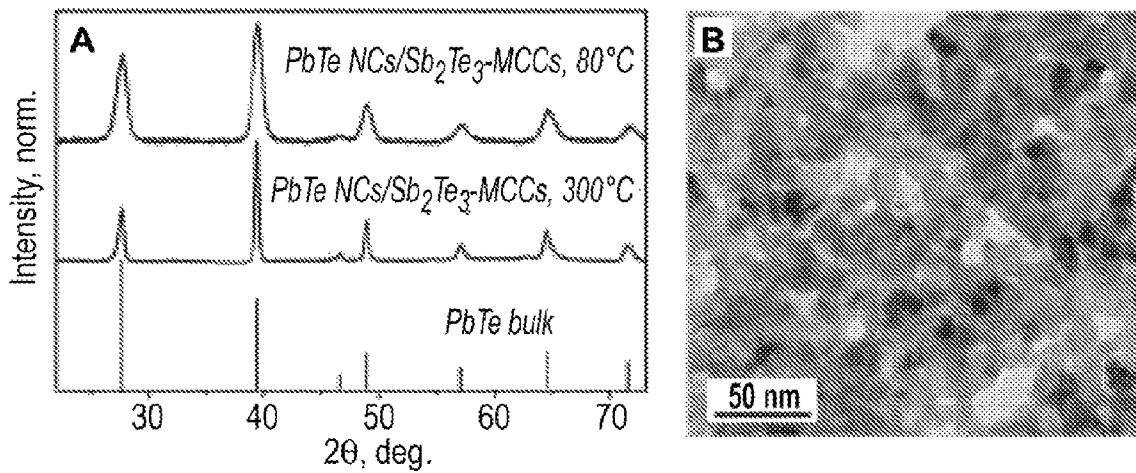 A
PbTe NCs/Sb2Te3-MCCs, 80°C
PbTe NCs/Sb2Te3-MCCs, 300°C
PbTe bulk
Intensity, norm.
30 40 50 60 70
2θ, deg.
B
50 nm